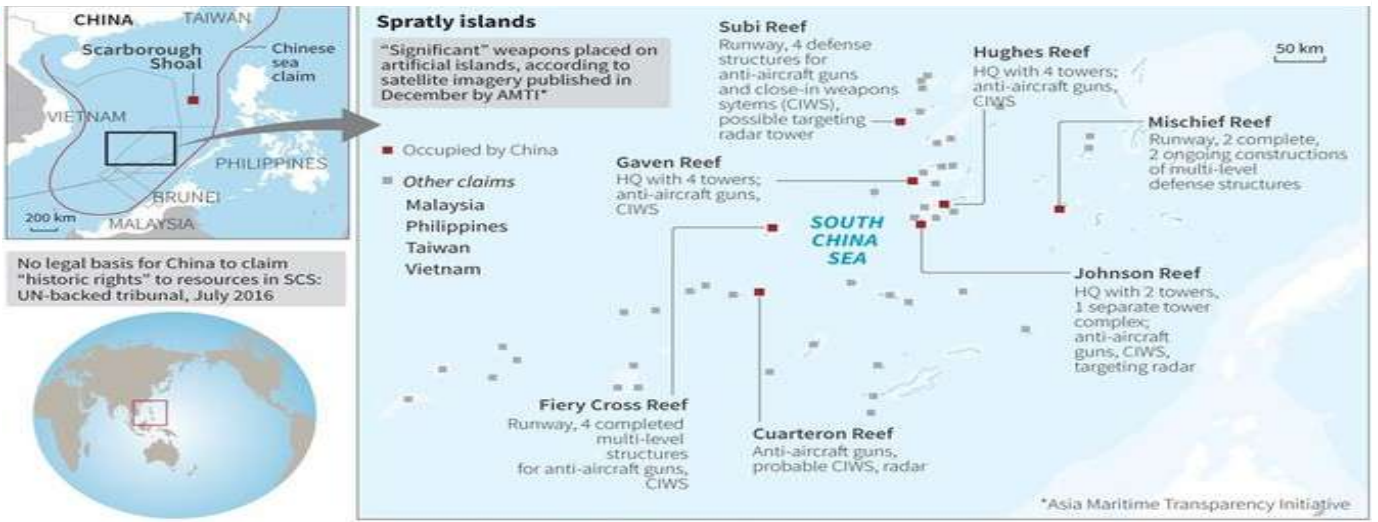 CHINA
TAIWAN
Scarborough
Shoal
Chinese
sea
claim
VIETNAM
PHILIPPINES
BRUNEI
200 km
MALAYSIA
No legal basis for China to claim
"historic rights" to resources in SCS:
UN-backed tribunal, July 2016
Spratly islands
"Significant" weapons placed on
artificial islands, according to
satellite imagery published in
December by AMTI*
Occupied by China
Other claims
Malaysia
Philippines
Taiwan
Vietnam
Subi Reef
Runway, 4 defense
structures for
anti-aircraft guns
and close-in weapons
sytems (CIWS),
possible targeting
radar tower
Hughes Reef
HQ with 4 towers;
anti-aircraft guns,
CIWS
50 km
Mischief Reef
Runway, 2 complete,
2 ongoing constructions
of multi-level
defense structures
Gaven Reef
HQ with 4 towers;
anti-aircraft guns,
CIWS
SOUTH
CHINA
SEA
Johnson Reef
HQ with 2 towers,
1 separate tower
complex;
anti-aircraft
guns, CIWS,
targeting radar
Fiery Cross Reef
Runway, 4 completed
multi-level
structures
for anti-aircraft guns,
CIWS
Cuarteron Reef
Anti-aircraft guns,
probable CIWS, radar
*Asia Maritime Transparency Initiative